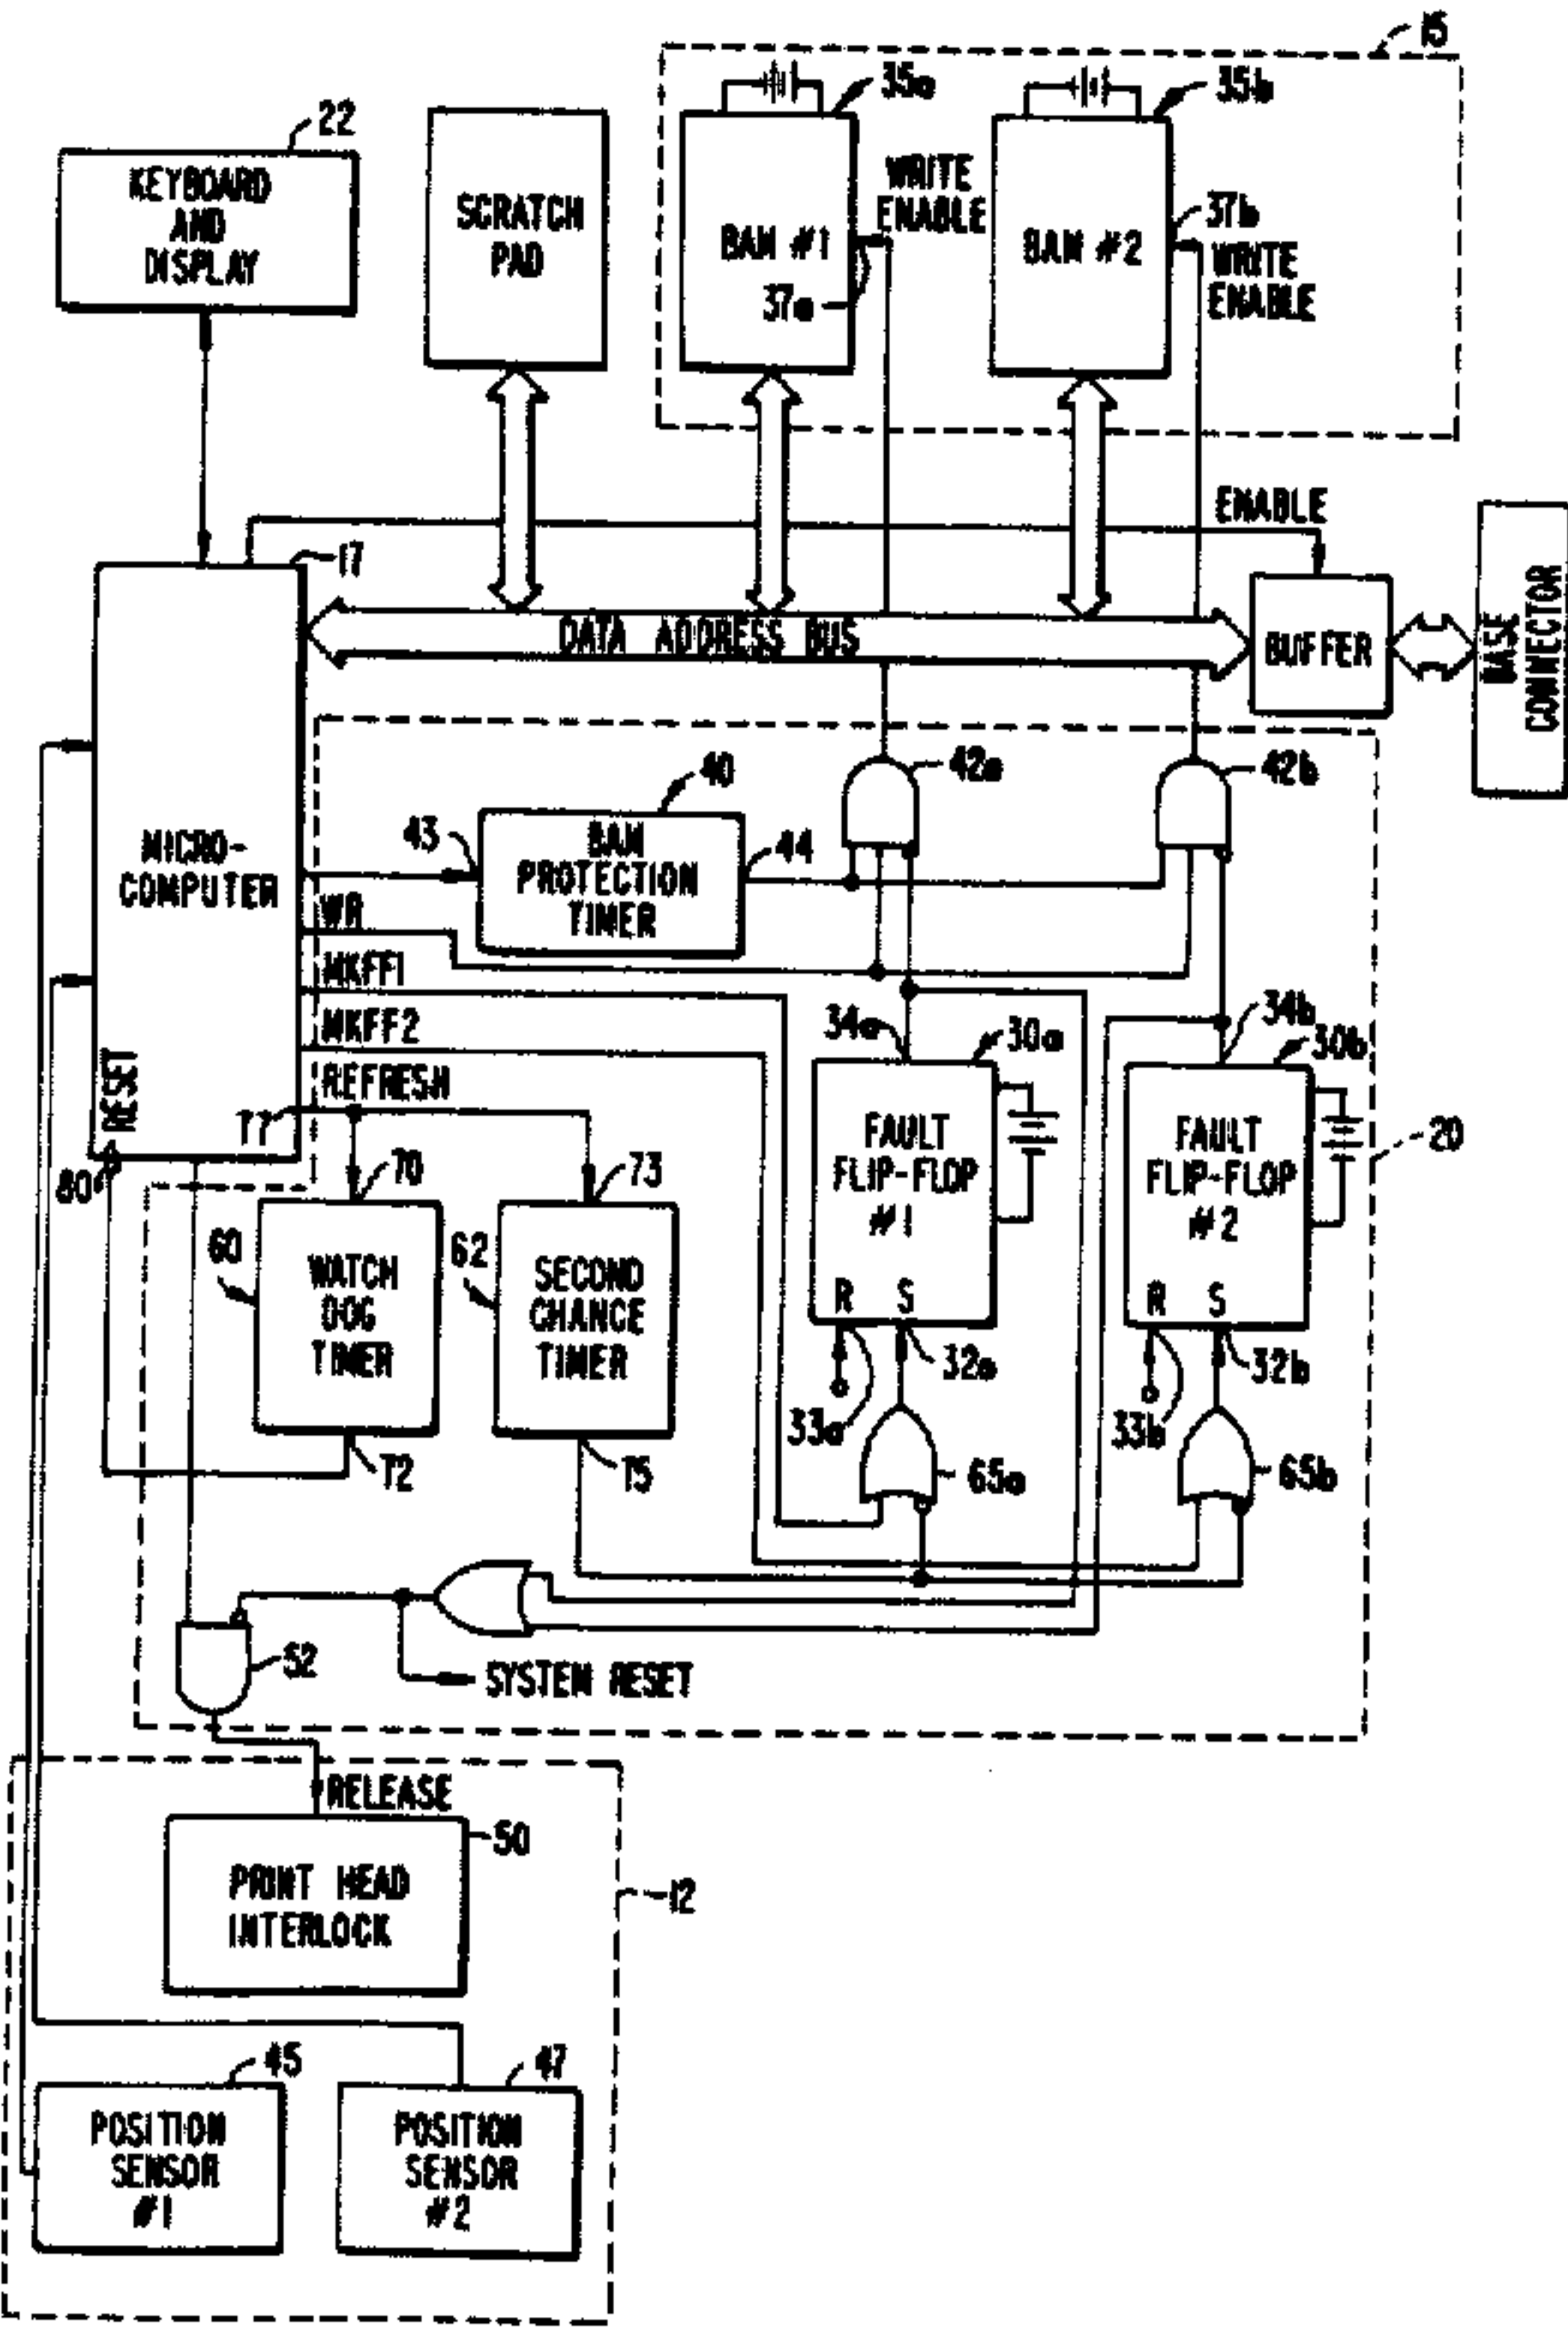 15
35a
35b
22
KEYBOARD
AND
DISPLAY
SCRATCH
PAD
BAM #1
WRITE
ENABLE
37a
BAM #2
37b
WRITE
ENABLE
ENABLE
17
DATA ADDRESS BUS
BUFFER
BASE
CONNECTOR
MICRO-
COMPUTER
40
42a
42b
43
BAM
PROTECTION
TIMER
44
WR
MKFF1
MKFF2
REFRESH
RESET
77
80
34a
30a
34b
30b
70
73
FAULT
FLIP-FLOP
#1
R S
FAULT
FLIP-FLOP
#2
R S
20
69
WATCH
DOG
TIMER
62
SECOND
CHANCE
TIMER
32a
32b
33a
33b
72
75
65a
65b
52
SYSTEM RESET
RELEASE
50
PRINT HEAD
INTERLOCK
12
45
47
POSITION
SENSOR
#1
POSITION
SENSOR
#2